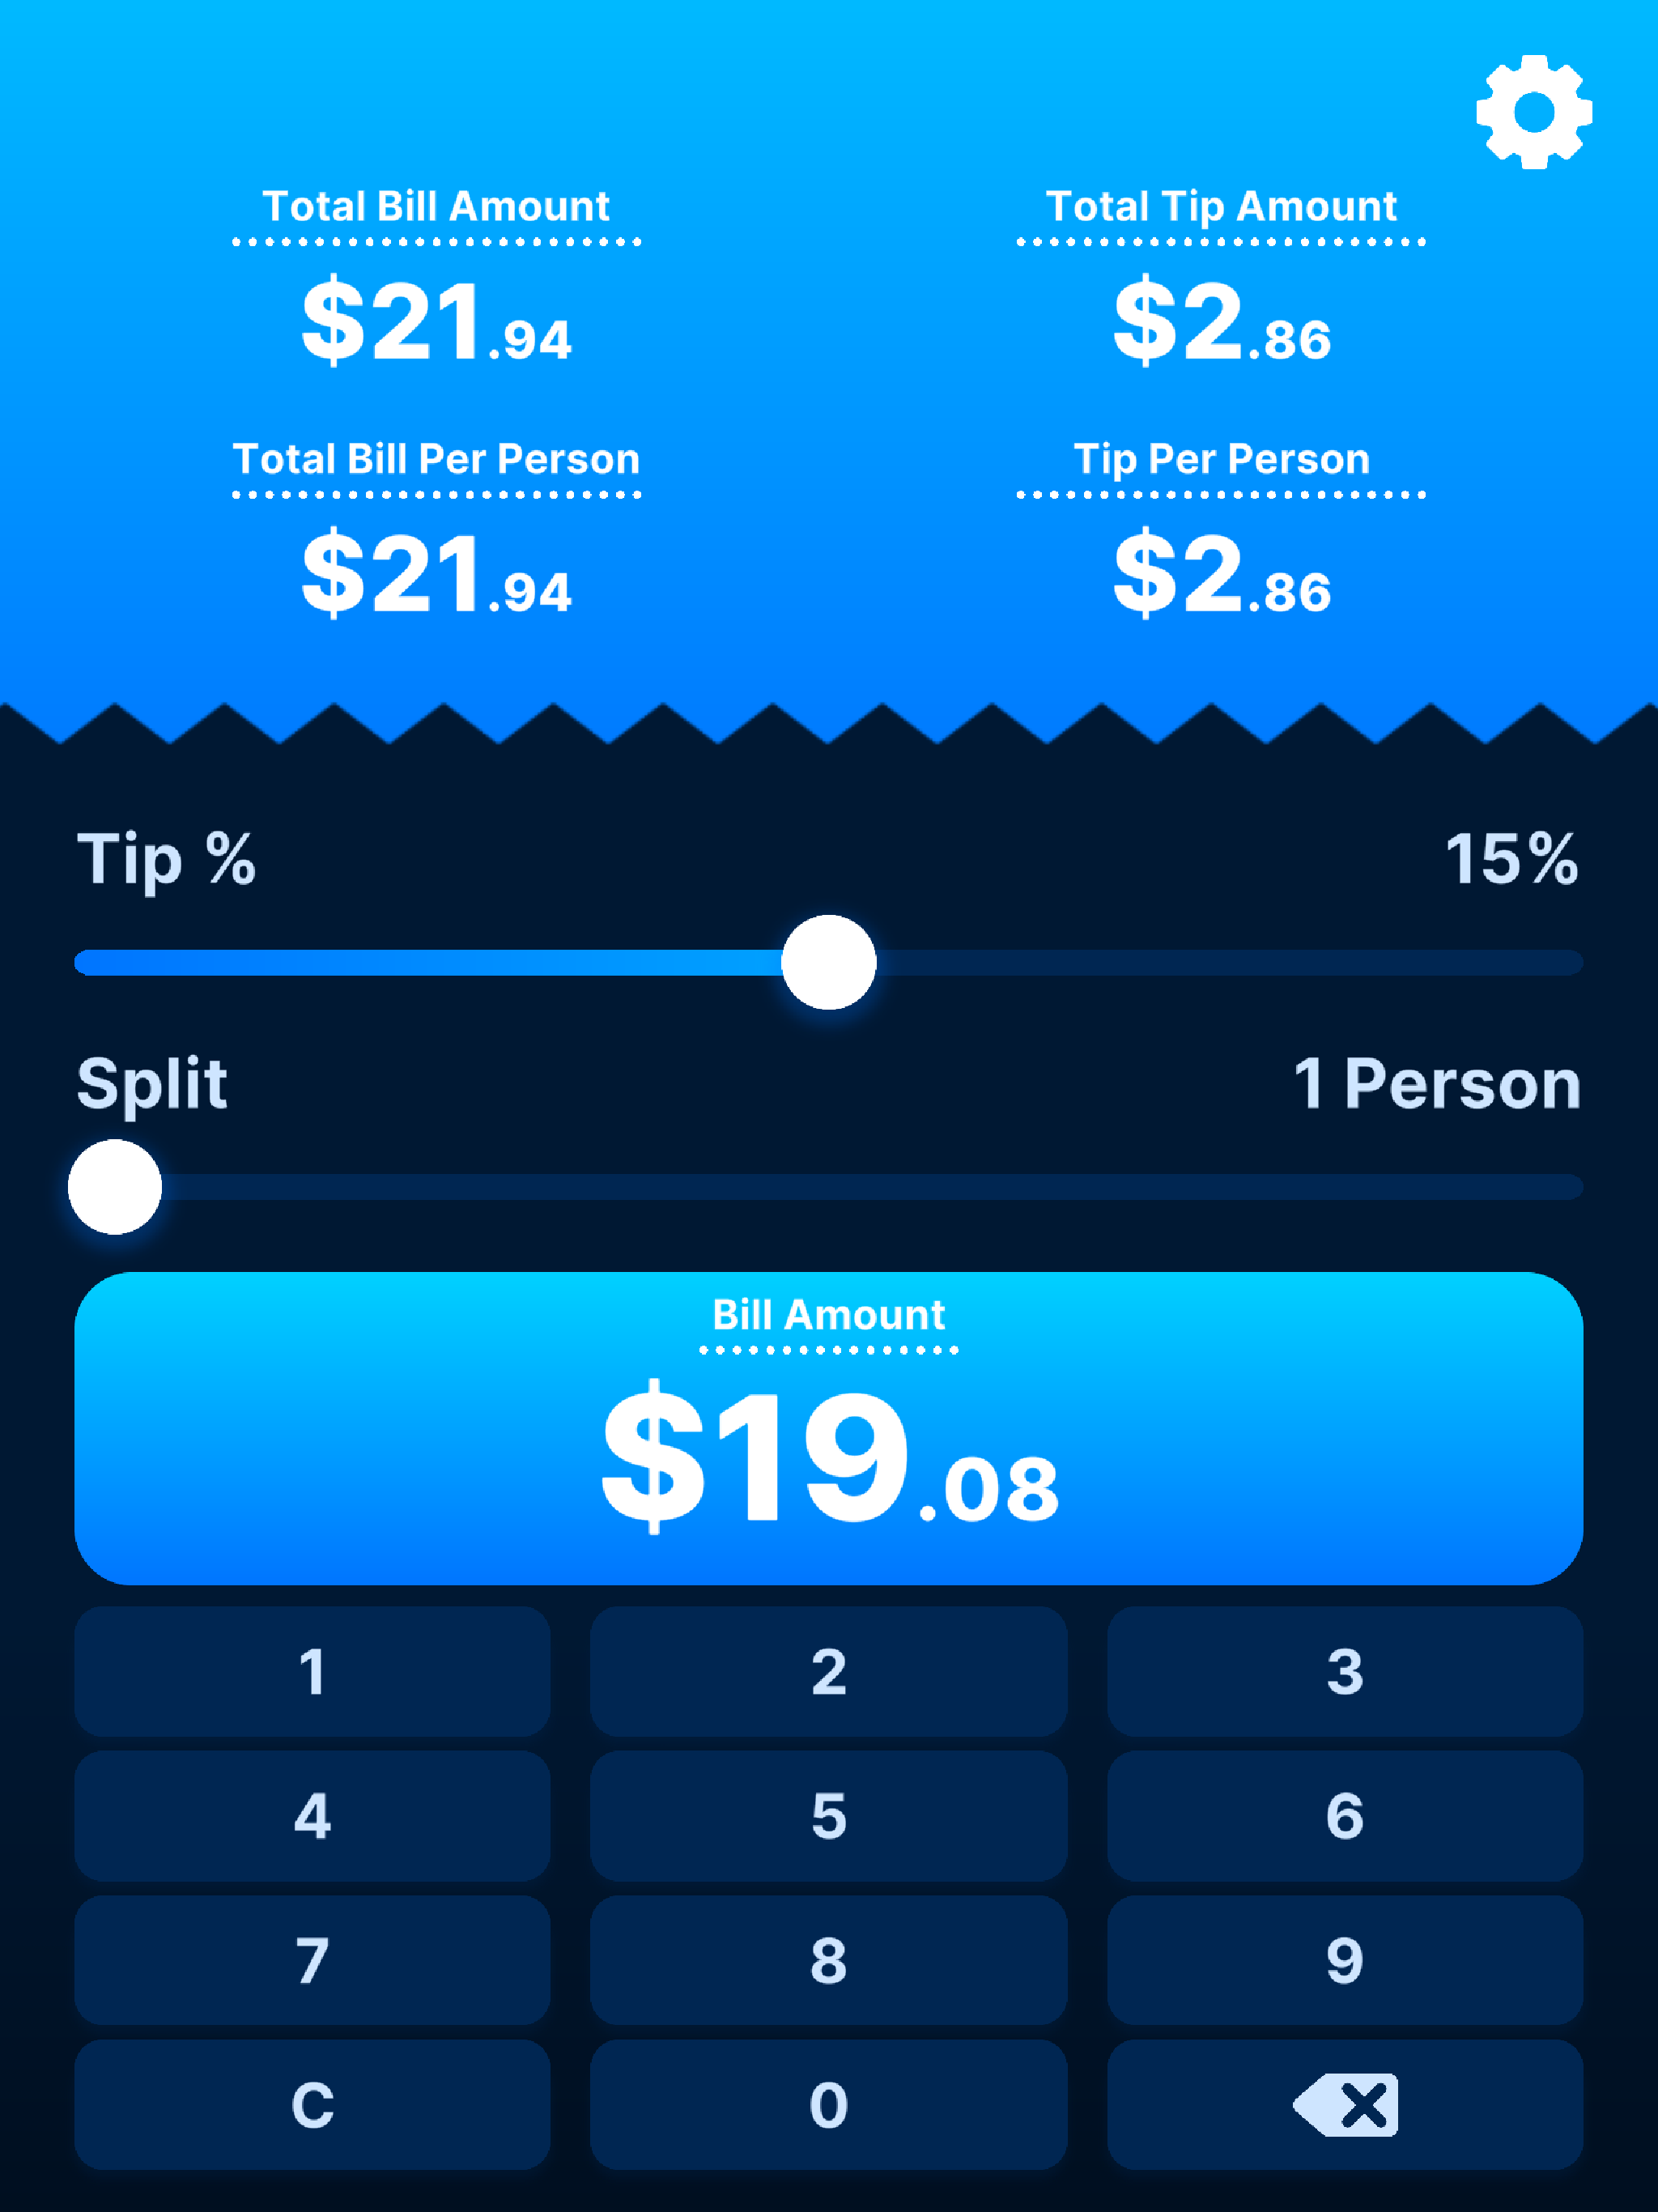 Total Bill Amount
$21.94
Total Tip Amount
$2.86
Total Bill Per Person
$21.94
Tip Per Person
$2.86
Tip %
15%
Split
1 Person
Bill Amount
$19.08
1 2 3
4 5 6
7 8 9
C 0